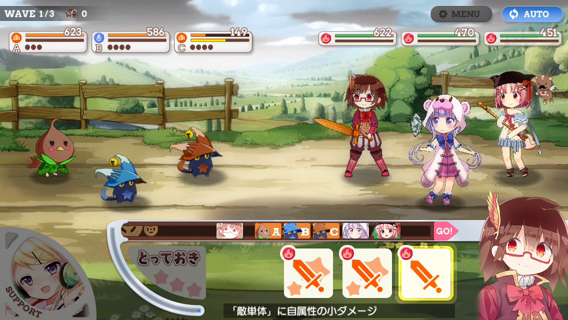 WAVE 1/3 0
MENU
AUTO
623
A
586
B
149
C
622
470
451
A B C GO!
とっておき
SUPPORT
「敵単体」に自属性の小ダメージ